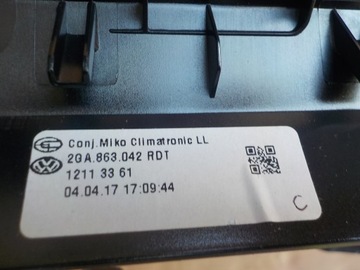 Conj.Miko Climatronic LL
2GA.863.042 RDT
1211 33 61
04.04.17 17:09:44
C